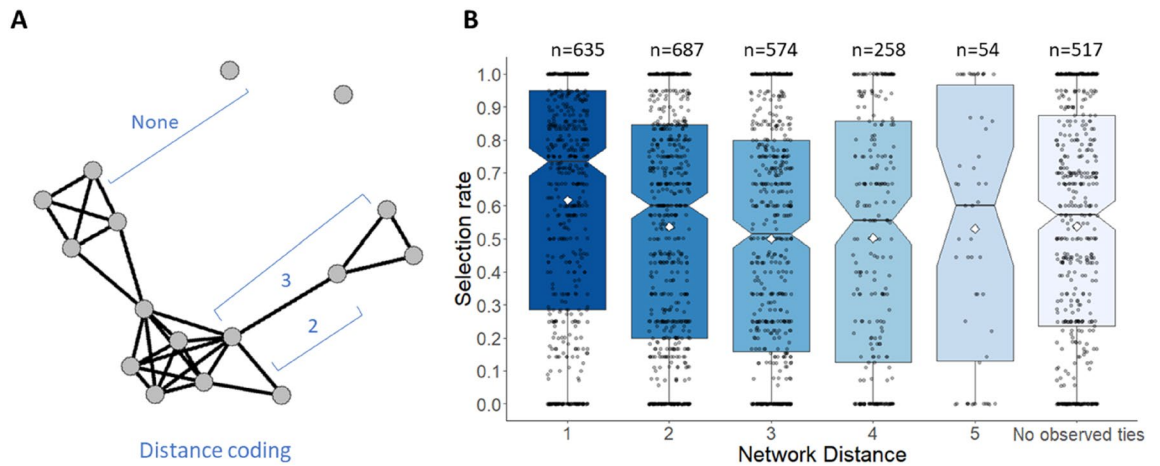 A
None
3
2
Distance coding
B
n=635 n=687 n=574 n=258 n=54 n=517
Selection rate
1.0
0.9
0.8
0.7
0.6
0.5
0.4
0.3
0.2
0.1
0.0
1 2 3 4 5 No observed ties
Network Distance